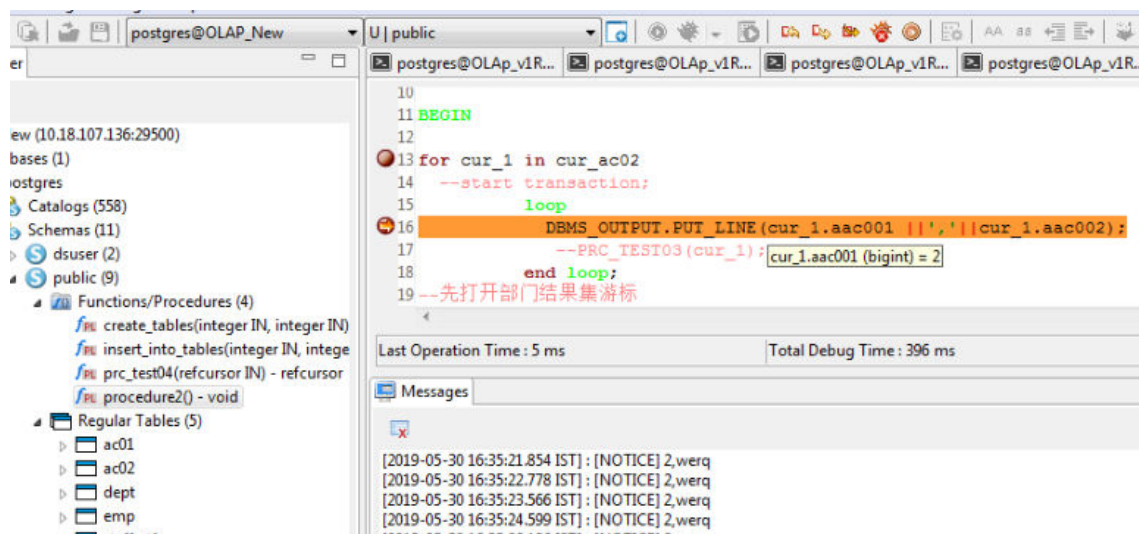 postgres@OLAP_New
U | public
er
postgres@OLAp_v1R... postgres@OLAp_v1R... postgres@OLAp_v1R... postgres@OLAp_v1R.
ew (10.18.107.136:29500)
bases (1)
postgres
Catalogs (558)
Schemas (11)
dsuser (2)
public (9)
Functions/Procedures (4)
create_tables(integer IN, integer IN)
insert_into_tables(integer IN, intege
prc_test04(refcursor IN) - refcursor
procedure2() - void
Regular Tables (5)
ac01
ac02
dept
emp
10
11 BEGIN
12
13 for cur_1 in cur_ac02
14 --start transaction;
15 loop
16 DBMS_OUTPUT.PUT_LINE(cur_1.aac001 ||','||cur_1.aac002);
17 --PRC_TEST03(cur_1);
cur_1.aac001 (bigint) = 2
18 end loop;
19 --先打开部门结果集游标
Last Operation Time : 5 ms
Total Debug Time : 396 ms
Messages
[2019-05-30 16:35:21.854 IST] : [NOTICE] 2,werq
[2019-05-30 16:35:22.778 IST] : [NOTICE] 2,werq
[2019-05-30 16:35:23.566 IST] : [NOTICE] 2,werq
[2019-05-30 16:35:24.599 IST] : [NOTICE] 2,werq